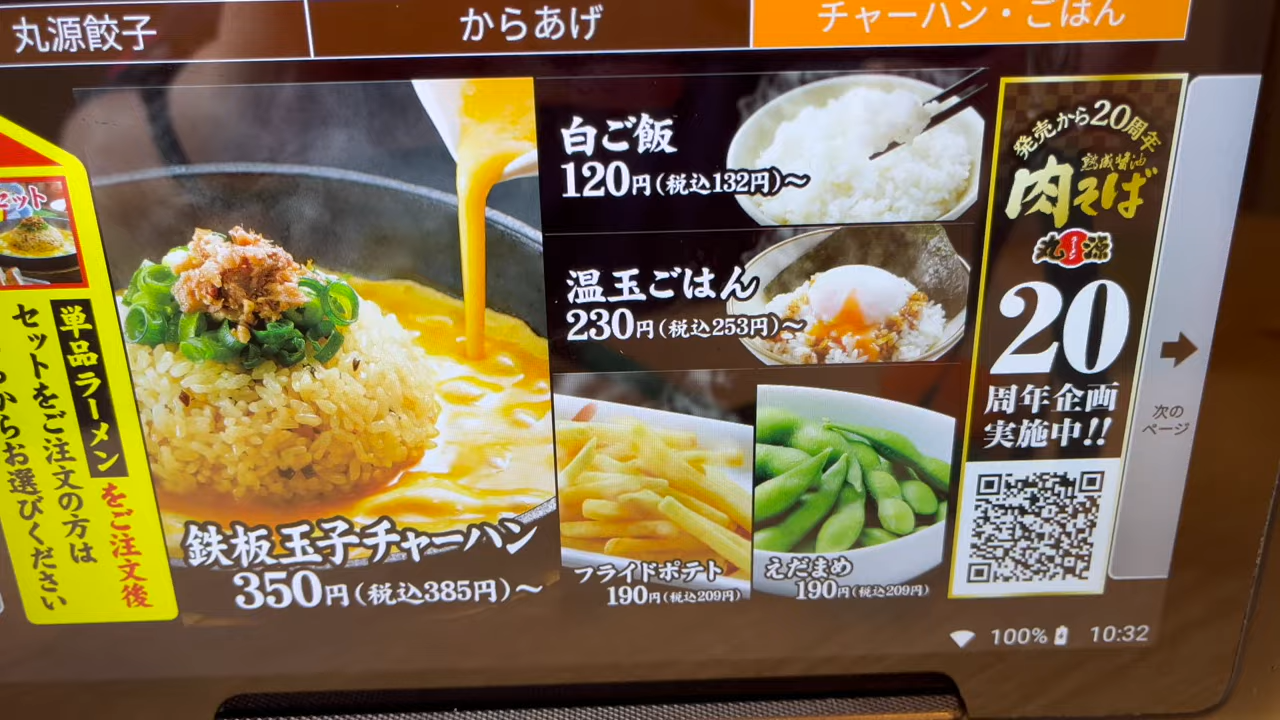 丸源餃子
からあげ
チャーハン・ごはん
セット
単品ラーメンをご注文後
セットをご注文の方は
からお選びください
鉄板玉子チャーハン
350円(税込385円)～
白ご飯
120円(税込132円)～
温玉ごはん
230円(税込253円)～
フライドポテト
190円(税込209円)
えだまめ
190円(税込209円)
発売から20周年
熟成醤油
肉そば
丸源
20
周年企画
実施中!!
次の
ページ
100%
10:32